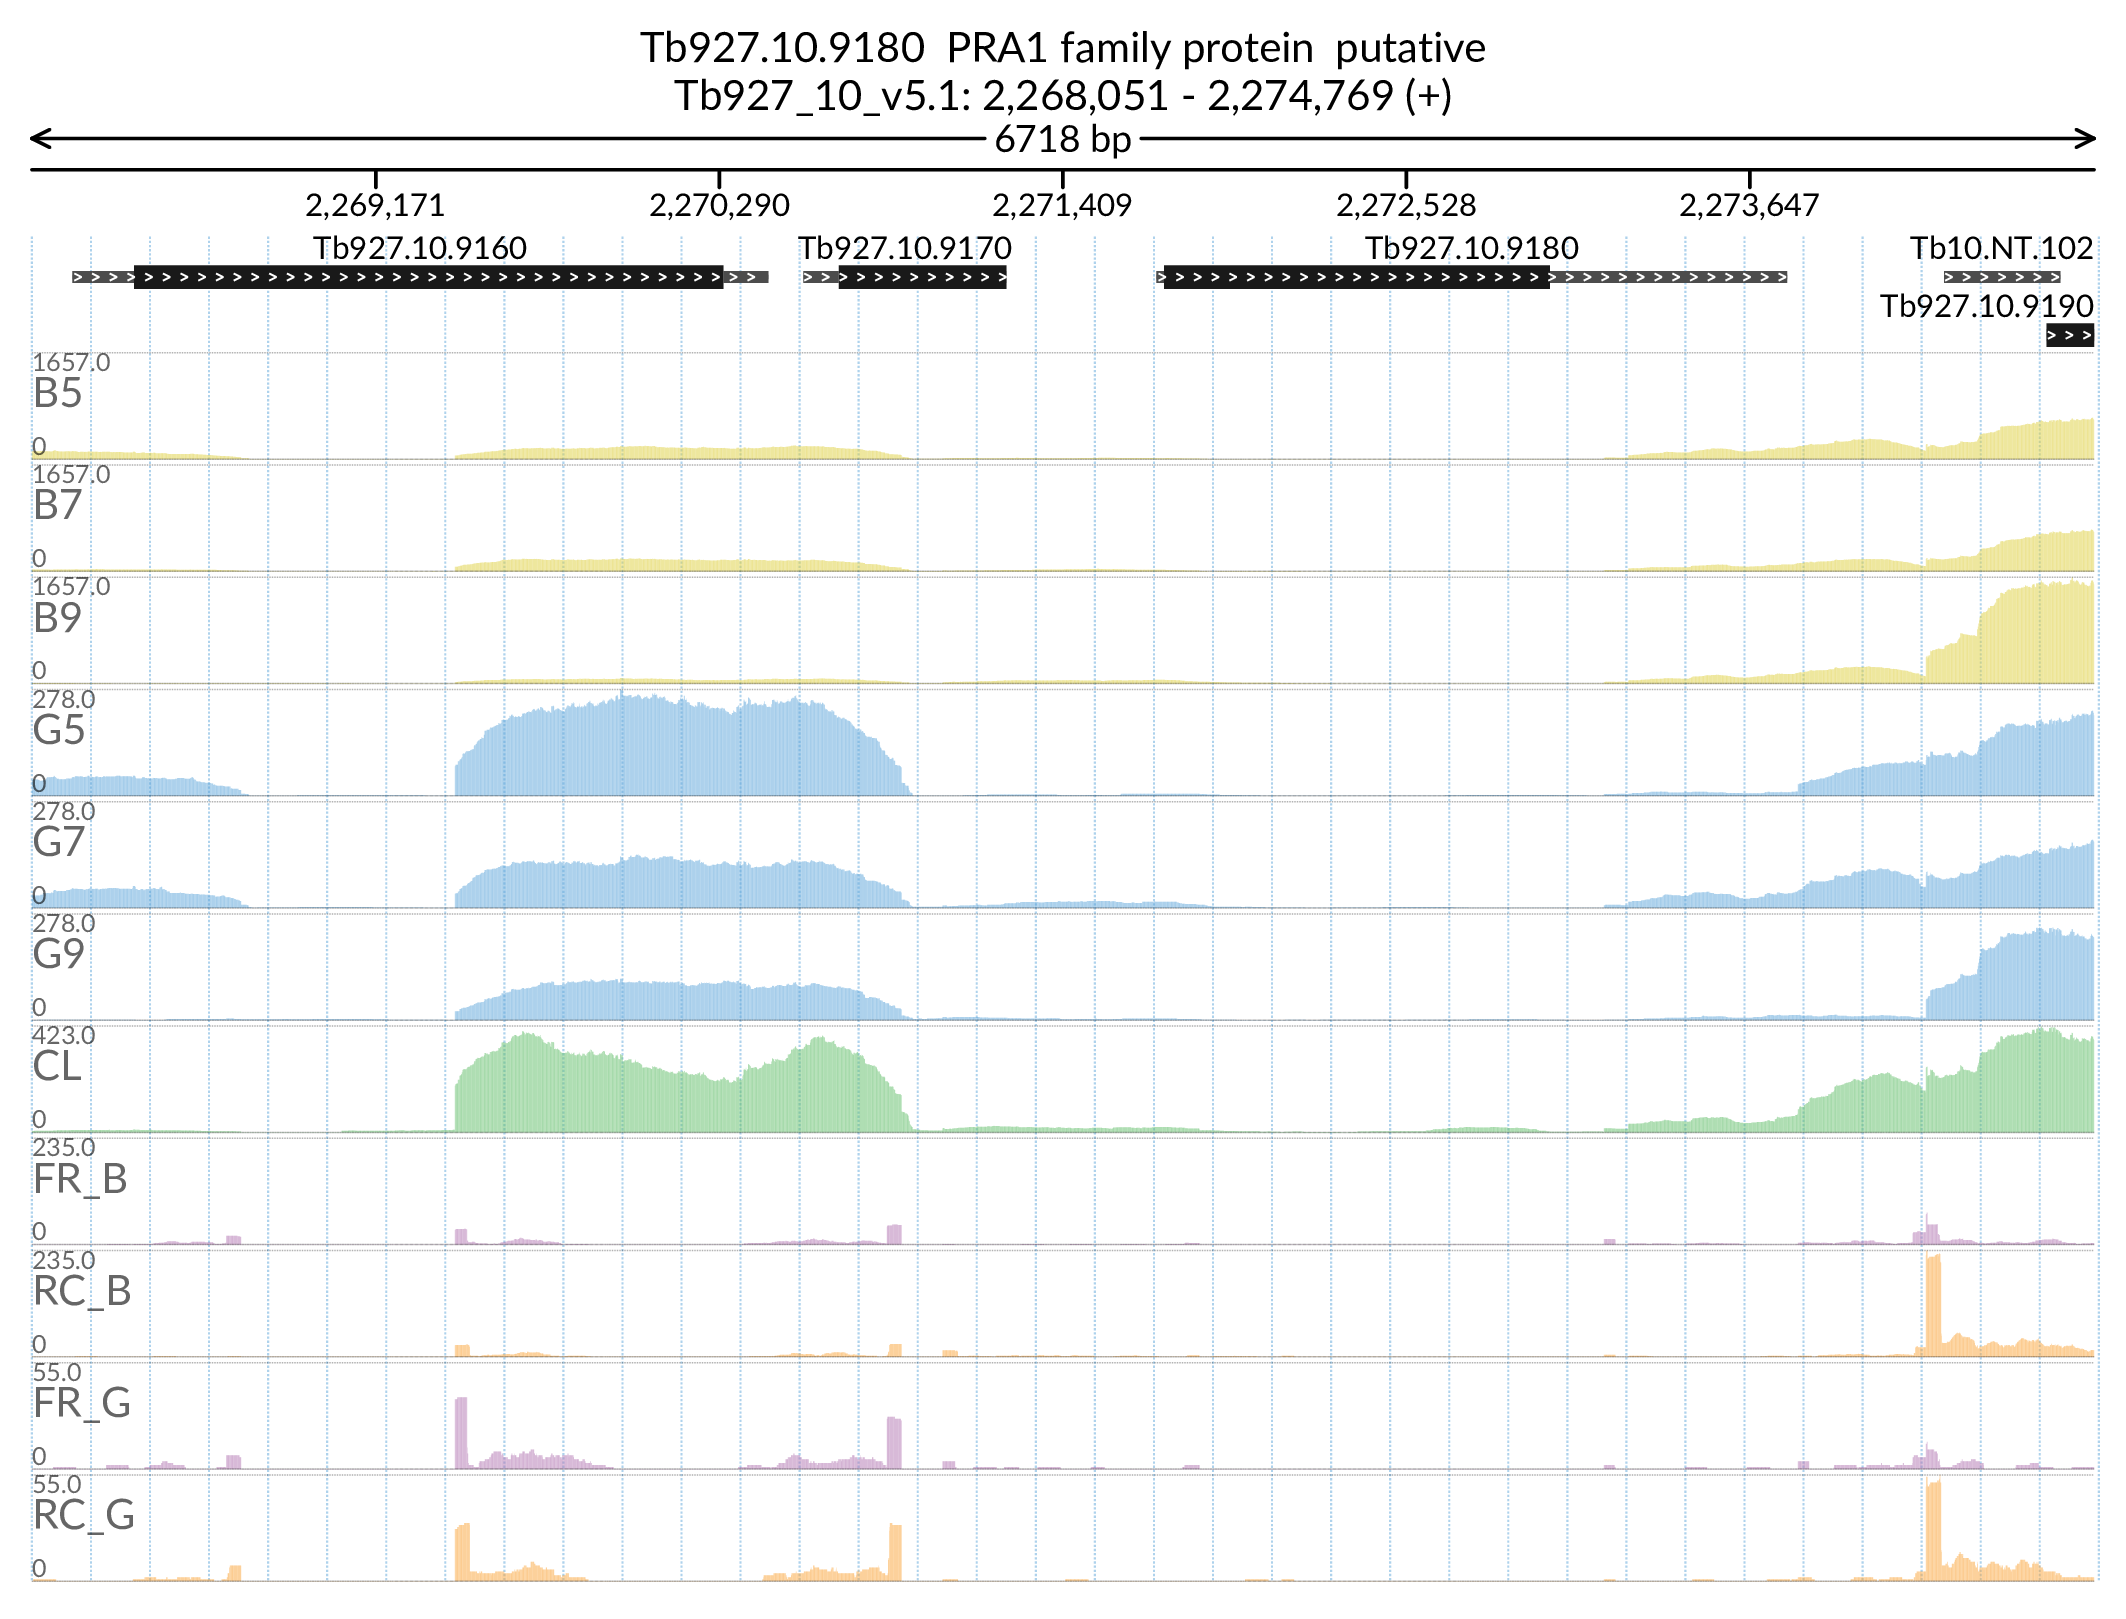 Tb927.10.9180  PRA1 family protein  putative
Tb927_10_v5.1: 2,268,051 - 2,274,769 (+)
6718 bp
2,269,171 2,270,290 2,271,409 2,272,528 2,273,647
Tb927.10.9160 Tb927.10.9170 Tb927.10.9180 Tb10.NT.102
Tb927.10.9190
1657.0
B5
0
1657.0
B7
0
1657.0
B9
0
278.0
G5
0
278.0
G7
0
278.0
G9
0
423.0
CL
0
235.0
FR_B
0
235.0
RC_B
0
55.0
FR_G
0
55.0
RC_G
0